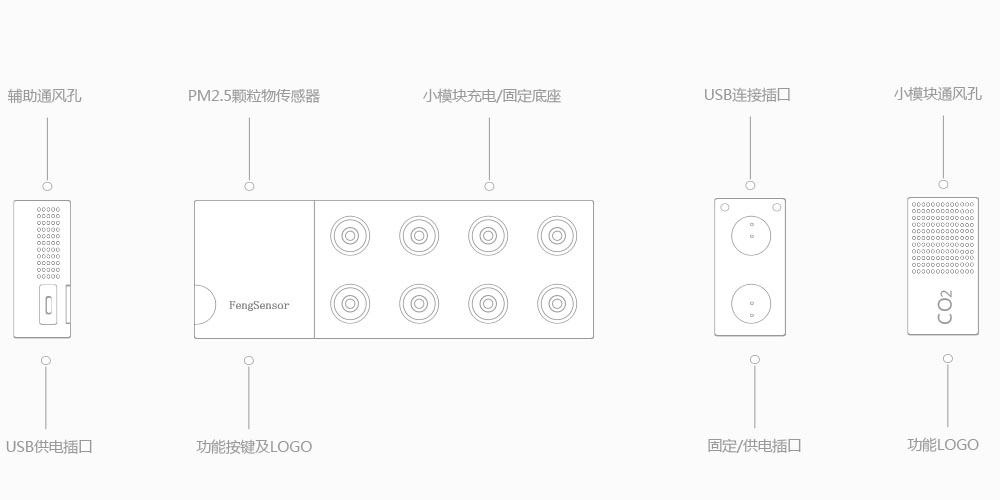 辅助通风孔
PM2.5颗粒物传感器
小模块充电/固定底座
USB连接插口
小模块通风孔
FengSensor
CO2
USB供电插口
功能按键及LOGO
固定/供电插口
功能LOGO